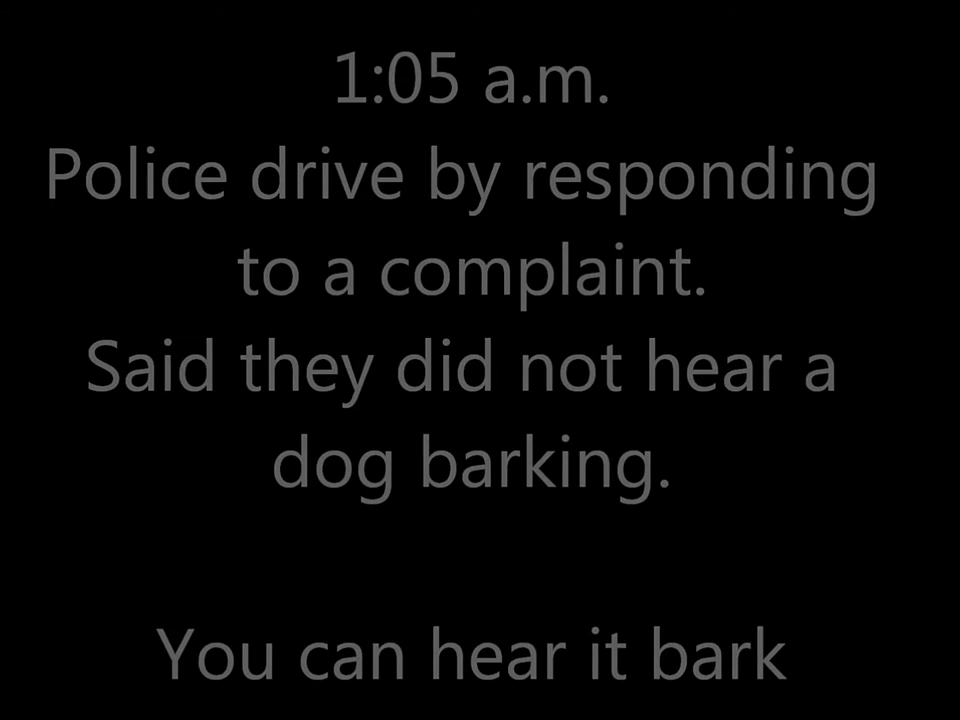 1:05 a.m.
Police drive by responding
to a complaint.
Said they did not hear a
dog barking.
You can hear it bark